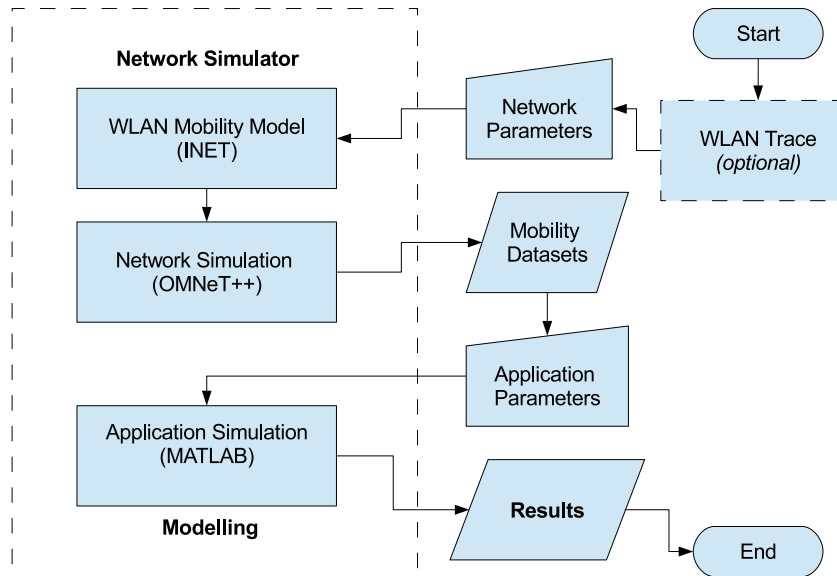 Start
Network Simulator
WLAN Mobility Model
(INET)
Network
Parameters
WLAN Trace
(optional)
Network Simulation
(OMNeT++)
Mobility
Datasets
Application
Parameters
Application Simulation
(MATLAB)
Results
Modelling
End